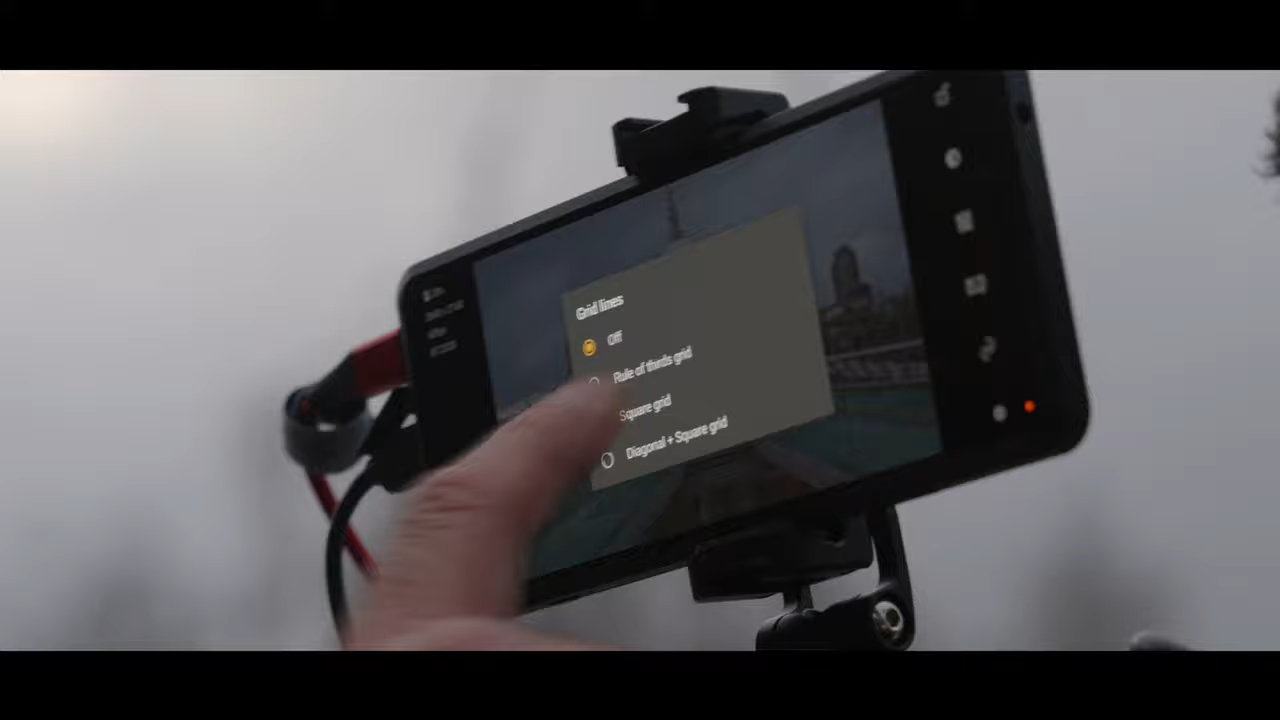 Grid lines
Off
Rule of thirds grid
Square grid
Diagonal + Square grid